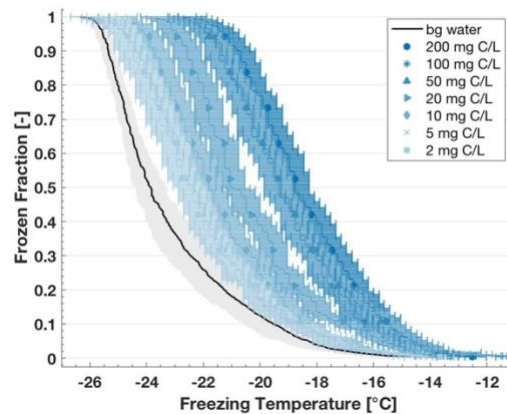 1
0.9
0.8
0.7
0.6
0.5
0.4
0.3
0.2
0.1
0
Frozen Fraction [-]
bg water
200 mg C/L
100 mg C/L
50 mg C/L
20 mg C/L
10 mg C/L
5 mg C/L
2 mg C/L
-26 -24 -22 -20 -18 -16 -14 -12
Freezing Temperature [°C]